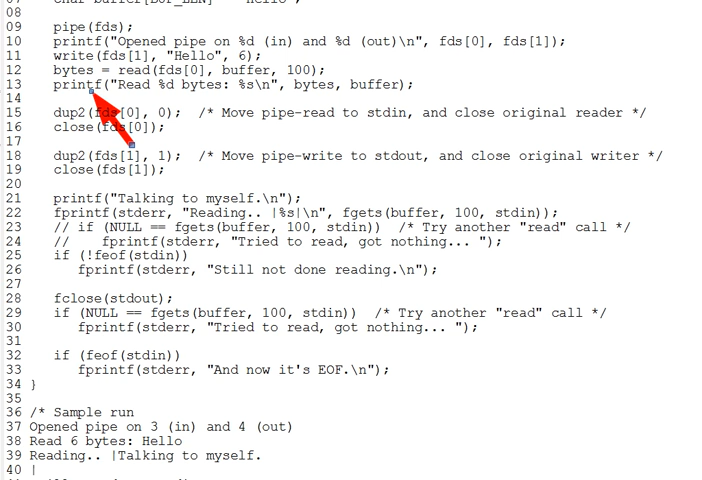 07    char buffer[BUF_LEN] = "Hello";
08
09    pipe(fds);
10    printf("Opened pipe on %d (in) and %d (out)\n", fds[0], fds[1]);
11    write(fds[1], "Hello", 6);
12    bytes = read(fds[0], buffer, 100);
13    printf("Read %d bytes: %s\n", bytes, buffer);
14
15    dup2(fds[0], 0);  /* Move pipe-read to stdin, and close original reader */
16    close(fds[0]);
17
18    dup2(fds[1], 1);  /* Move pipe-write to stdout, and close original writer */
19    close(fds[1]);
20
21    printf("Talking to myself.\n");
22    fprintf(stderr, "Reading.. |%s|\n", fgets(buffer, 100, stdin));
23    // if (NULL == fgets(buffer, 100, stdin))  /* Try another "read" call */
24    //    fprintf(stderr, "Tried to read, got nothing... ");
25    if (!feof(stdin))
26       fprintf(stderr, "Still not done reading.\n");
27
28    fclose(stdout);
29    if (NULL == fgets(buffer, 100, stdin))  /* Try another "read" call */
30       fprintf(stderr, "Tried to read, got nothing... ");
31
32    if (feof(stdin))
33       fprintf(stderr, "And now it's EOF.\n");
34 }
35
36 /* Sample run
37 Opened pipe on 3 (in) and 4 (out)
38 Read 6 bytes: Hello
39 Reading.. |Talking to myself.
40 |